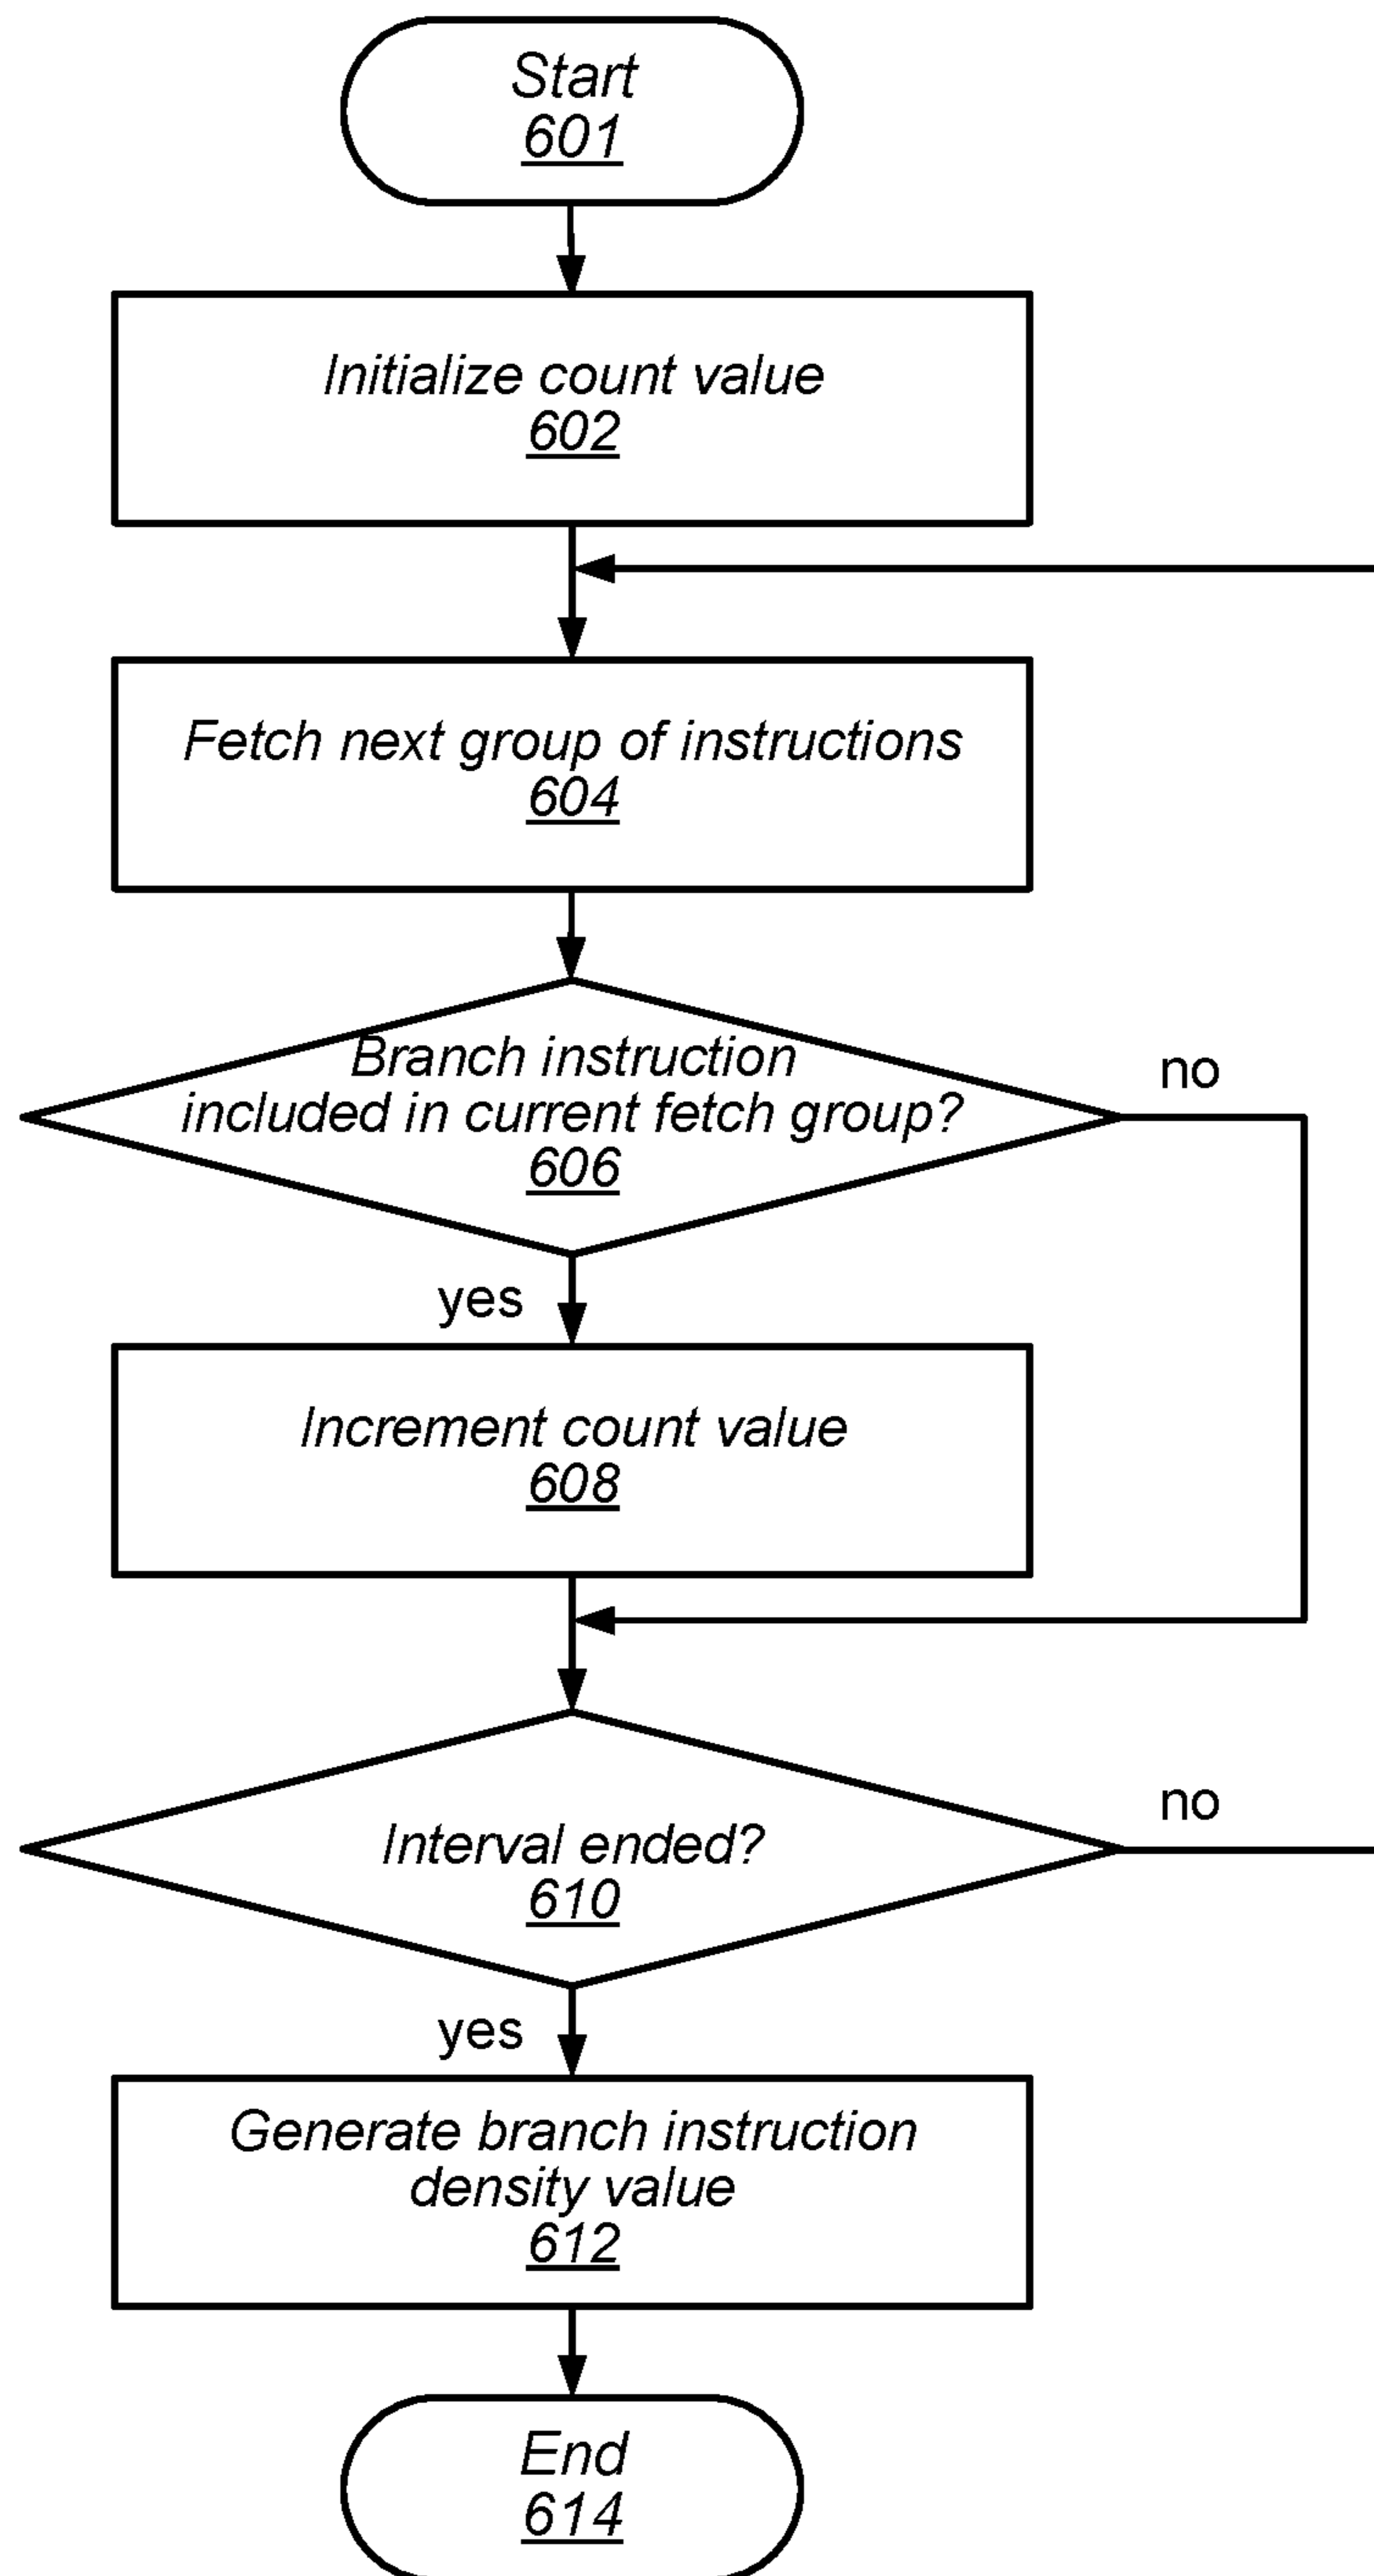 Start
601
Initialize count value
602
Fetch next group of instructions
604
Branch instruction
included in current fetch group?
606
no
yes
Increment count value
608
Interval ended?
610
no
yes
Generate branch instruction
density value
612
End
614